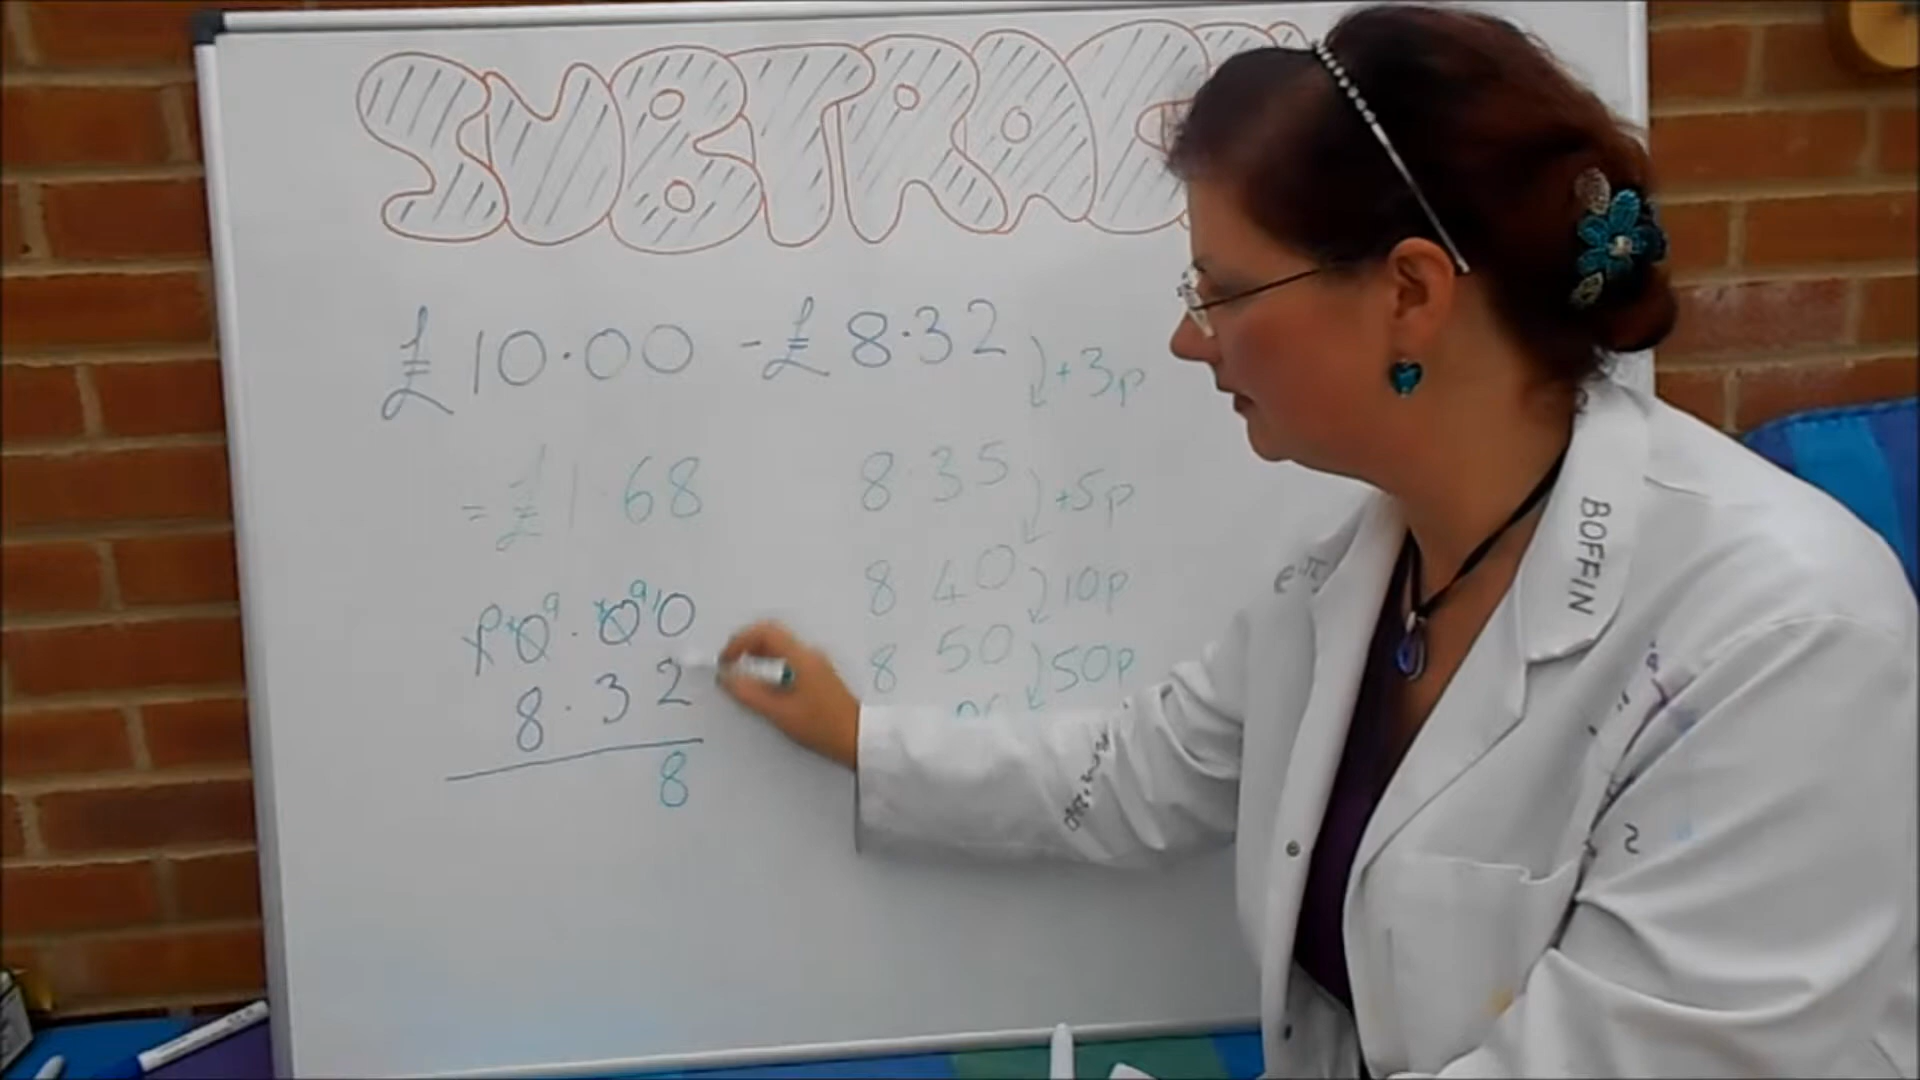 SUBTRAC
£10.00 - £8.32
+3p
= £1.68
8.35
+5p
8 40
10p
8 50
50p
10.00
8.32
8
BOFFIN